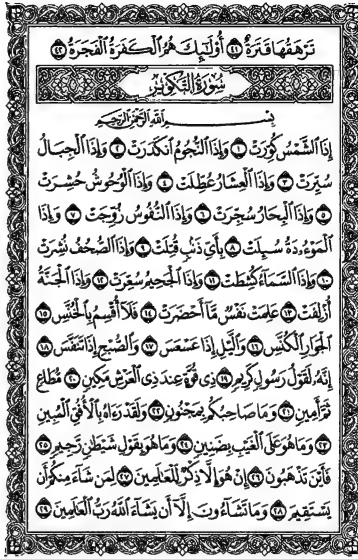 تَرْهَقُهَا قَتَرَةٌ ٤١ أُوْلَٰٓئِكَ هُمُ ٱلْكَفَرَةُ ٱلْفَجَرَةُ ٤٢
سُورَةُ التَّكْوِيرِ
بِسْمِ ٱللَّهِ ٱلرَّحْمَٰنِ ٱلرَّحِيمِ
إِذَا ٱلشَّمْسُ كُوِّرَتْ ١ وَإِذَا ٱلنُّجُومُ ٱنكَدَرَتْ ٢ وَإِذَا ٱلْجِبَالُ
سُيِّرَتْ ٣ وَإِذَا ٱلْعِشَارُ عُطِّلَتْ ٤ وَإِذَا ٱلْوُحُوشُ حُشِرَتْ
٥ وَإِذَا ٱلْبِحَارُ سُجِّرَتْ ٦ وَإِذَا ٱلنُّفُوسُ زُوِّجَتْ ٧ وَإِذَا
ٱلْمَوْءُۥدَةُ سُئِلَتْ ٨ بِأَيِّ ذَنۢبٍ قُتِلَتْ ٩ وَإِذَا ٱلصُّحُفُ نُشِرَتْ
١٠ وَإِذَا ٱلسَّمَآءُ كُشِطَتْ ١١ وَإِذَا ٱلْجَحِيمُ سُعِّرَتْ ١٢ وَإِذَا ٱلْجَنَّةُ
أُزْلِفَتْ ١٣ عَلِمَتْ نَفْسٌ مَّآ أَحْضَرَتْ ١٤ فَلَآ أُقْسِمُ بِٱلْخُنَّسِ ١٥
ٱلْجَوَارِ ٱلْكُنَّسِ ١٦ وَٱلَّيْلِ إِذَا عَسْعَسَ ١٧ وَٱلصُّبْحِ إِذَا تَنَفَّسَ ١٨
إِنَّهُۥ لَقَوْلُ رَسُولٍ كَرِيمٍ ١٩ ذِى قُوَّةٍ عِندَ ذِى ٱلْعَرْشِ مَكِينٍ ٢٠ مُّطَاعٍ
ثَمَّ أَمِينٍ ٢١ وَمَا صَاحِبُكُم بِمَجْنُونٍ ٢٢ وَلَقَدْ رَءَاهُ بِٱلْأُفُقِ ٱلْمُبِينِ
٢٣ وَمَا هُوَ عَلَى ٱلْغَيْبِ بِضَنِينٍ ٢٤ وَمَا هُوَ بِقَوْلِ شَيْطَٰنٍ رَّجِيمٍ ٢٥
فَأَيْنَ تَذْهَبُونَ ٢٦ إِنْ هُوَ إِلَّا ذِكْرٌ لِّلْعَٰلَمِينَ ٢٧ لِمَن شَآءَ مِنكُمْ أَن
يَسْتَقِيمَ ٢٨ وَمَا تَشَآءُونَ إِلَّآ أَن يَشَآءَ ٱللَّهُ رَبُّ ٱلْعَٰلَمِينَ ٢٩